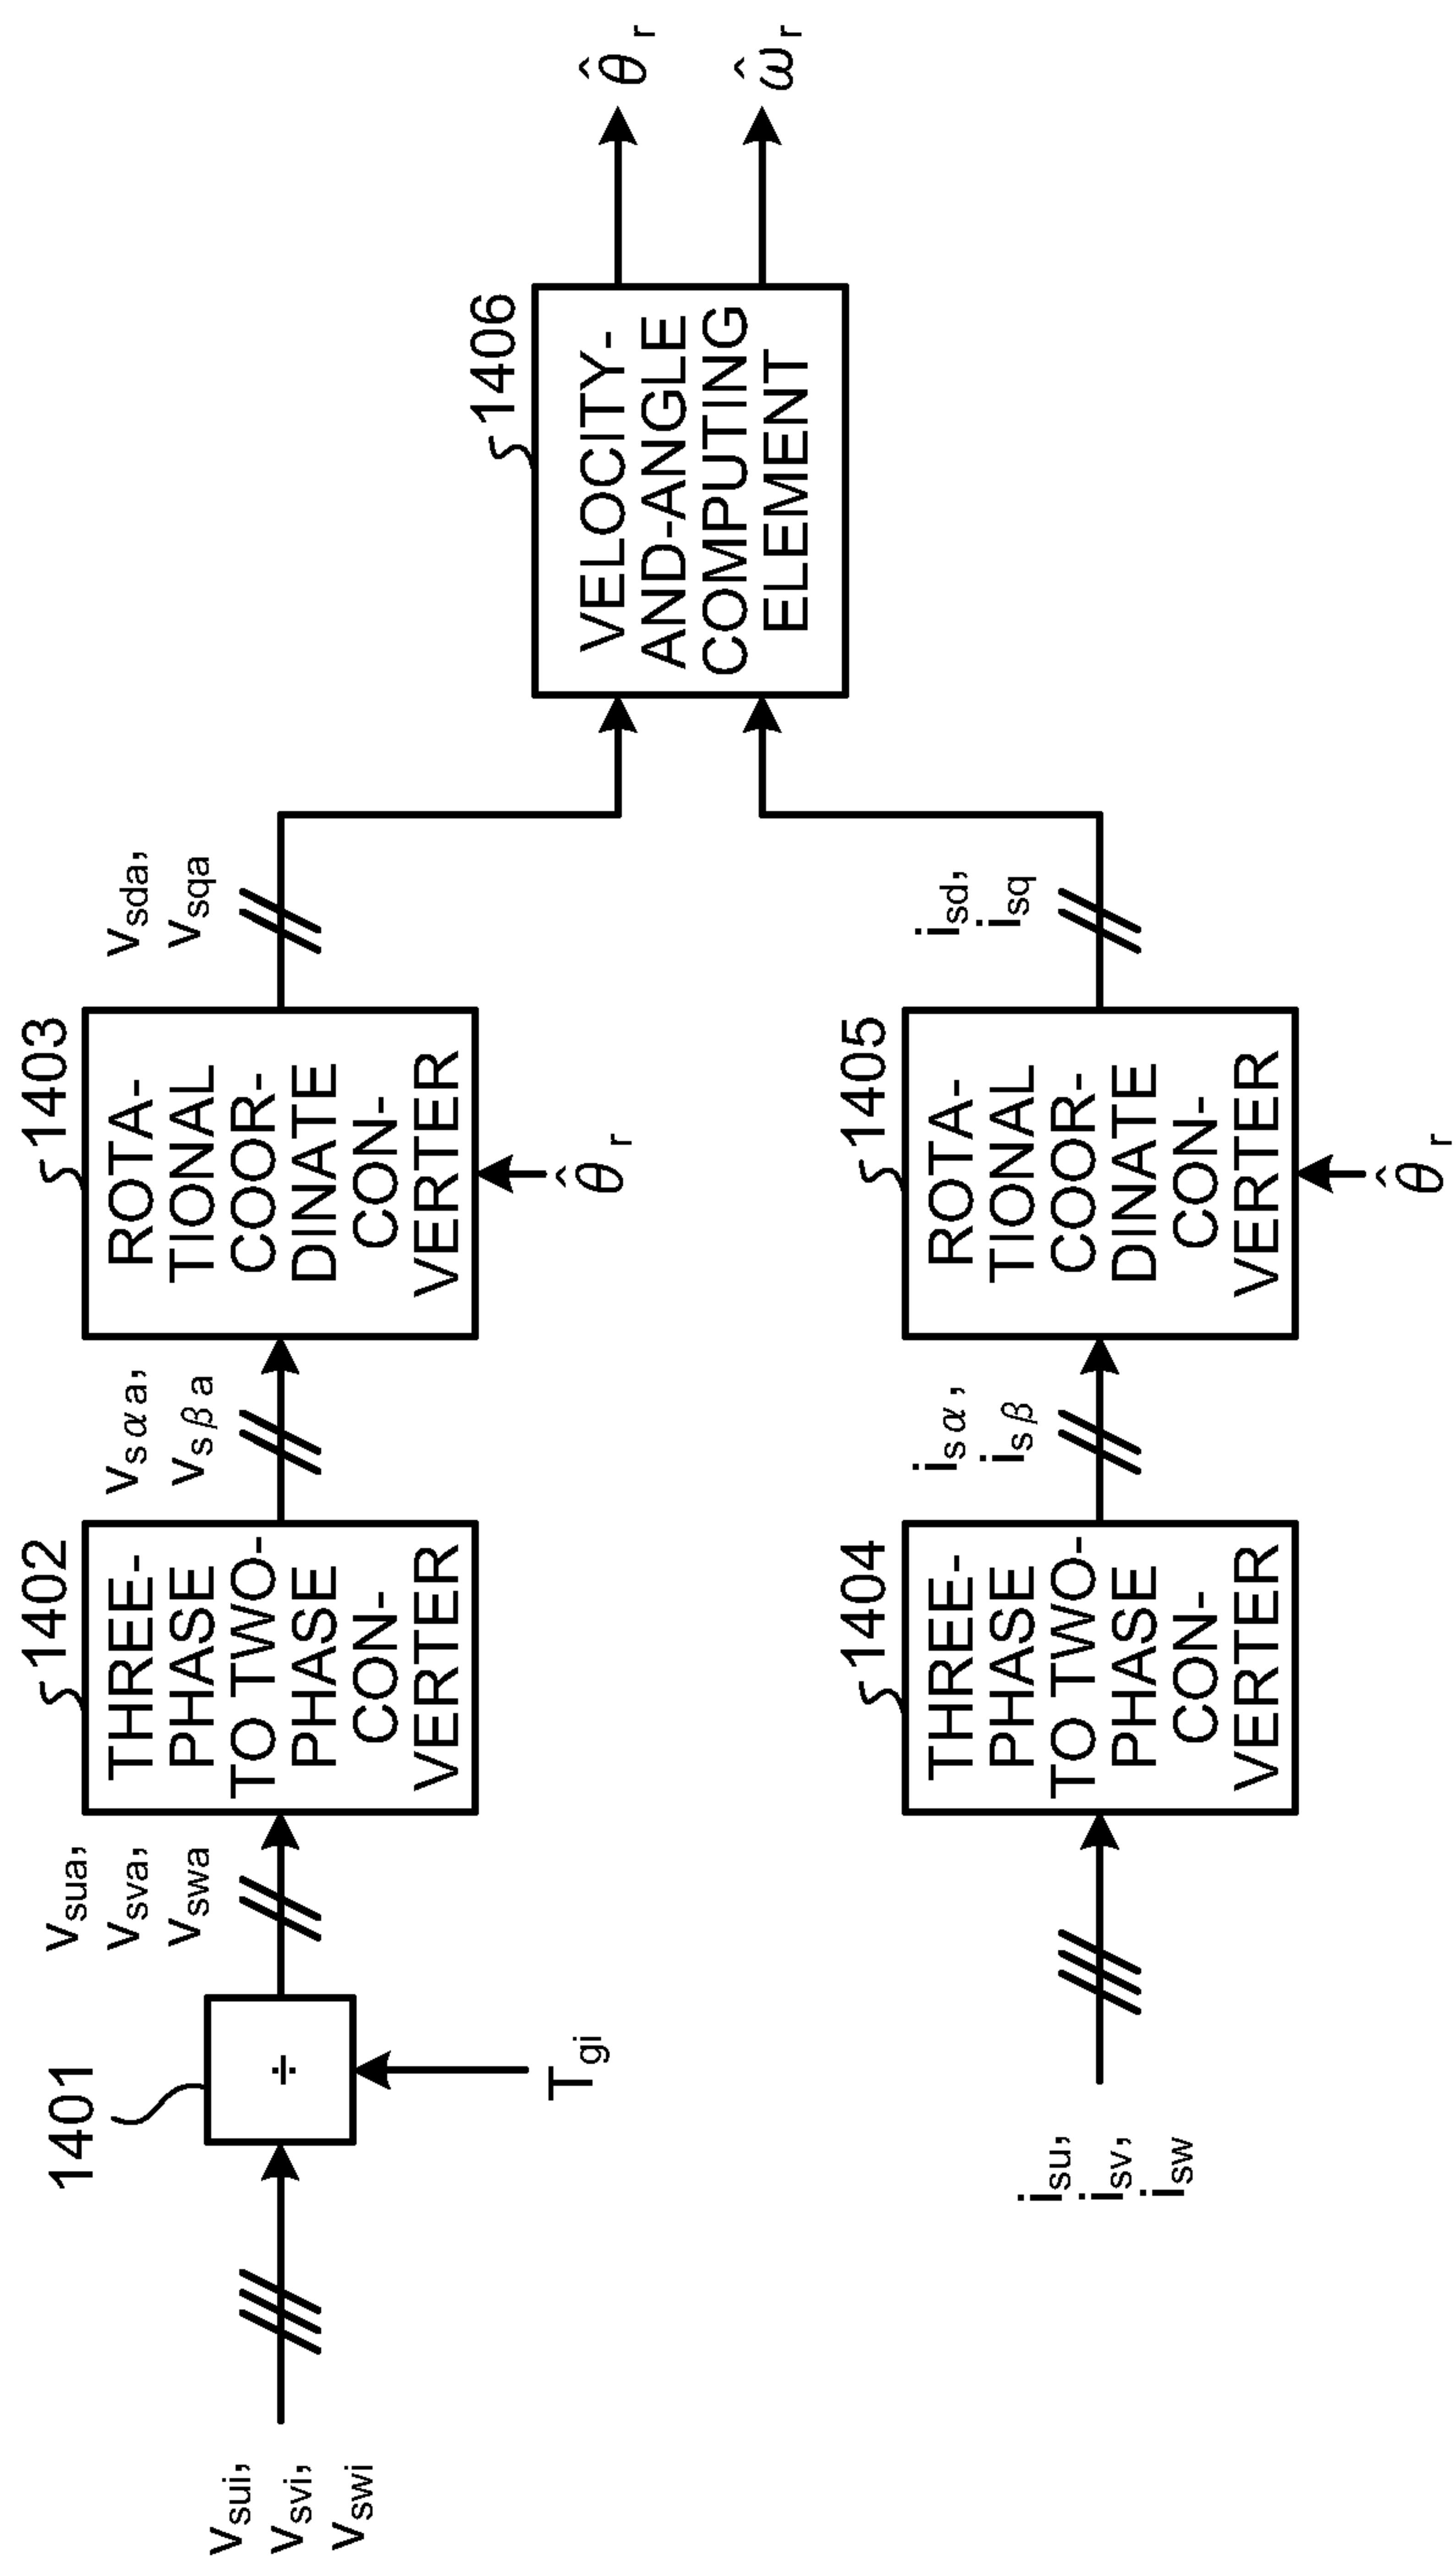 v_sui,
v_svi,
v_swi
1401
÷
T_gi
v_sua,
v_sva,
v_swa
1402
THREE-
PHASE
TO TWO-
PHASE
CON-
VERTER
v_sαa,
v_sβa
1403
ROTA-
TIONAL
COOR-
DINATE
CON-
VERTER
θ̂_r
v_sda,
v_sqa
i_su,
i_sv,
i_sw
1404
THREE-
PHASE
TO TWO-
PHASE
CON-
VERTER
i_sα,
i_sβ
1405
ROTA-
TIONAL
COOR-
DINATE
CON-
VERTER
θ̂_r
i_sd,
i_sq
1406
VELOCITY-
AND-ANGLE
COMPUTING
ELEMENT
θ̂_r
ω̂_r